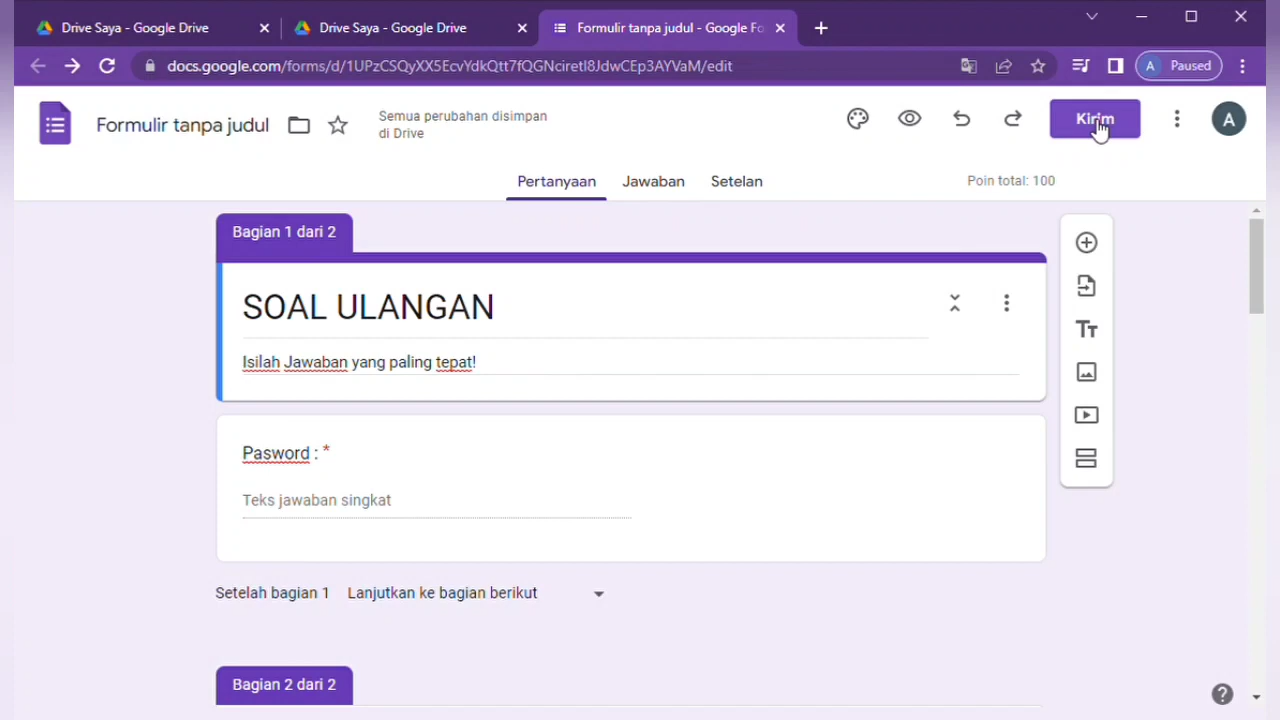 Drive Saya - Google Drive
Drive Saya - Google Drive
Formulir tanpa judul - Google Fo
docs.google.com/forms/d/1UPzCSQyXX5EcvYdkQtt7fQGNciretI8JdwCEp3AYVaM/edit
A Paused
Formulir tanpa judul
Semua perubahan disimpan
di Drive
Kirim
A
Pertanyaan
Jawaban
Setelan
Poin total: 100
Bagian 1 dari 2
SOAL ULANGAN
Isilah Jawaban yang paling tepat!
Pasword : *
Teks jawaban singkat
Setelah bagian 1 Lanjutkan ke bagian berikut
Bagian 2 dari 2